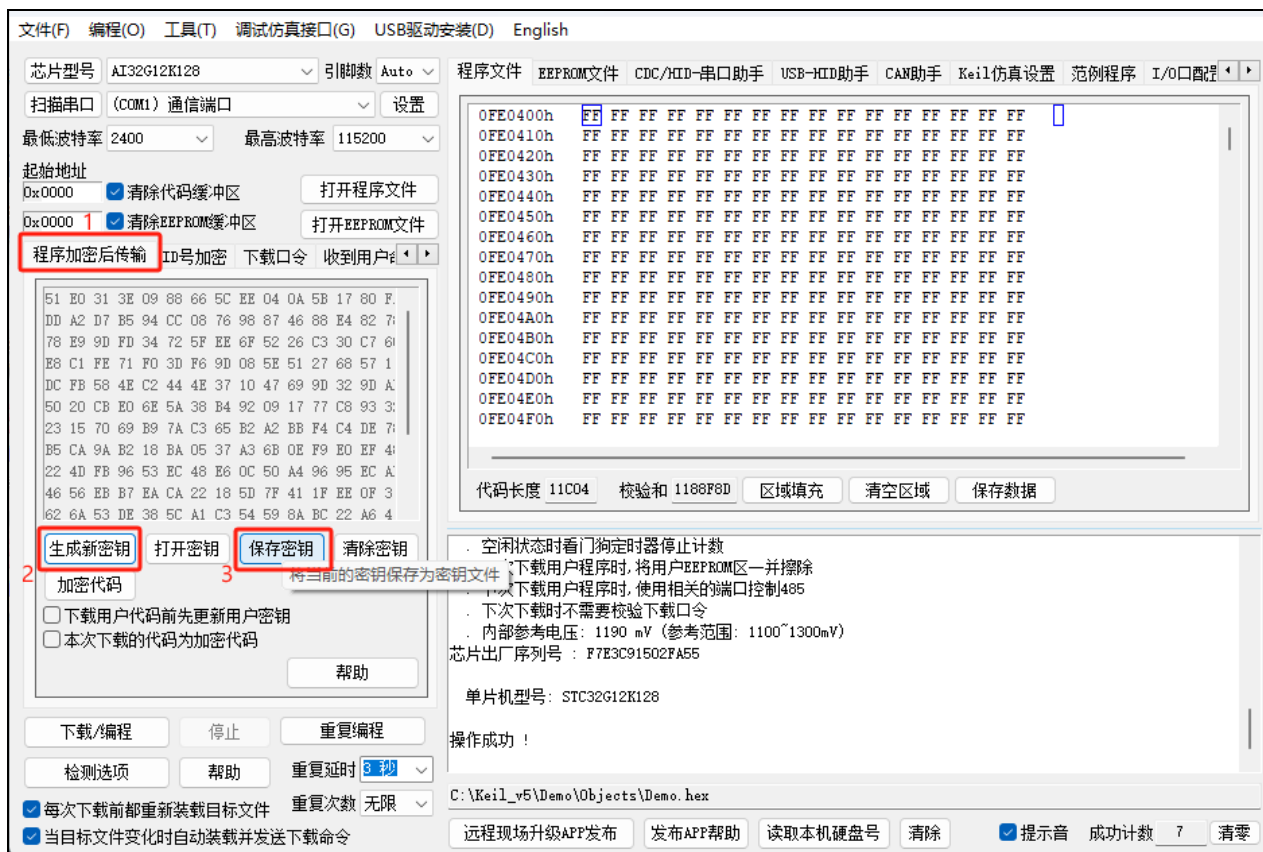 文件(F) 编程(O) 工具(T) 调试仿真接口(G) USB驱动安装(D) English
芯片型号 AI32G12K128 引脚数 Auto
扫描串口 (COM1) 通信端口 设置
最低波特率 2400 最高波特率 115200
起始地址
0x0000 清除代码缓冲区 打开程序文件
0x0000 1 清除EEPROM缓冲区 打开EEPROM文件
程序加密后传输 ID号加密 下载口令 收到用户
51 E0 31 3E 09 88 66 5C EE 04 0A 5B 17 80
DD A2 D7 B5 94 CC 08 76 98 87 46 88 E4 82
78 E9 9D FD 34 72 5F EE 6F 52 26 C3 30 C7
E8 C1 FE 71 F0 3D F6 9D 08 5E 51 27 68 57 1
DC FB 58 4E C2 44 4E 37 10 47 69 9D 32 9D
50 20 CB E0 6E 5A 38 B4 92 09 17 77 C8 93
23 15 70 69 B9 7A C3 65 B2 A2 BB F4 C4 DE
B5 CA 9A B2 18 BA 05 37 A3 6B 0E F9 E0 EF
22 4D FB 96 53 EC 48 E6 0C 50 A4 96 95 EC
46 56 EB B7 EA CA 22 18 5D 7F 41 1F EE 0F 3
62 6A 53 DE 38 5C A1 C3 54 59 8A BC 22 A6 4
生成新密钥 打开密钥 保存密钥 清除密钥
2 加密代码 3 将当前的密钥保存为密钥文件
下载用户代码前先更新用户密钥
本次下载的代码为加密代码
帮助
下载/编程 停止 重复编程
检测选项 帮助 重复延时 3 秒
每次下载前都重新装载目标文件 重复次数 无限
当目标文件变化时自动装载并发送下载命令
程序文件 EEPROM文件 CDC/HID-串口助手 USB-HID助手 CAN助手 Keil仿真设置 范例程序 I/O口配
0FE0400h FF FF FF FF FF FF FF FF FF FF FF FF FF FF FF FF
0FE0410h FF FF FF FF FF FF FF FF FF FF FF FF FF FF FF FF
0FE0420h FF FF FF FF FF FF FF FF FF FF FF FF FF FF FF FF
0FE0430h FF FF FF FF FF FF FF FF FF FF FF FF FF FF FF FF
0FE0440h FF FF FF FF FF FF FF FF FF FF FF FF FF FF FF FF
0FE0450h FF FF FF FF FF FF FF FF FF FF FF FF FF FF FF FF
0FE0460h FF FF FF FF FF FF FF FF FF FF FF FF FF FF FF FF
0FE0470h FF FF FF FF FF FF FF FF FF FF FF FF FF FF FF FF
0FE0480h FF FF FF FF FF FF FF FF FF FF FF FF FF FF FF FF
0FE0490h FF FF FF FF FF FF FF FF FF FF FF FF FF FF FF FF
0FE04A0h FF FF FF FF FF FF FF FF FF FF FF FF FF FF FF FF
0FE04B0h FF FF FF FF FF FF FF FF FF FF FF FF FF FF FF FF
0FE04C0h FF FF FF FF FF FF FF FF FF FF FF FF FF FF FF FF
0FE04D0h FF FF FF FF FF FF FF FF FF FF FF FF FF FF FF FF
0FE04E0h FF FF FF FF FF FF FF FF FF FF FF FF FF FF FF FF
0FE04F0h FF FF FF FF FF FF FF FF FF FF FF FF FF FF FF FF
代码长度 11C04 校验和 1188F8D 区域填充 清空区域 保存数据
. 空闲状态时看门狗定时器停止计数
次下载用户程序时,将用户EEPROM区一并擦除
下次下载用户程序时,使用相关的端口控制485
. 下次下载时不需要校验下载口令
. 内部参考电压: 1190 mV (参考范围: 1100~1300mV)
芯片出厂序列号 : F7E3C91502FA55
单片机型号: STC32G12K128
操作成功 !
C:\Keil_v5\Demo\Objects\Demo.hex
远程现场升级APP发布 发布APP帮助 读取本机硬盘号 清除 提示音 成功计数 7 清零